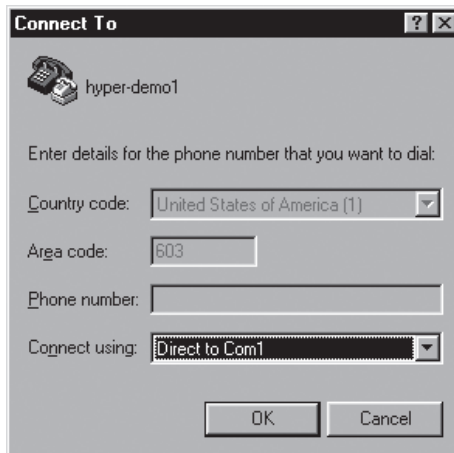 Connect To
hyper-demo1
Enter details for the phone number that you want to dial:
Country code: United States of America (1)
Area code: 603
Phone number:
Connect using: Direct to Com1
OK Cancel